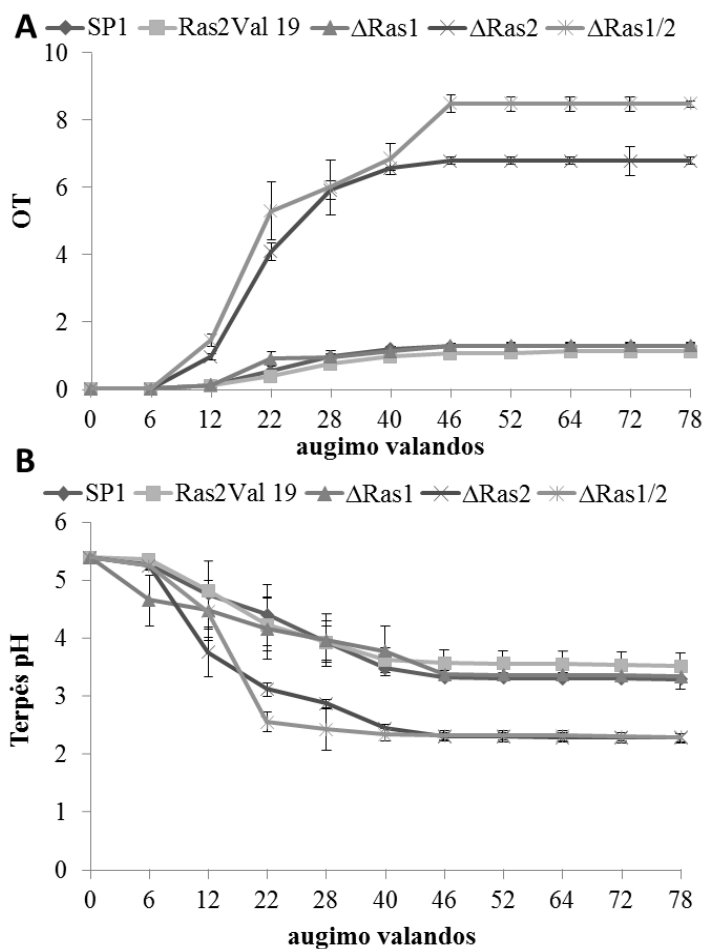 A
SP1 Ras2Val 19 ΔRas1 ΔRas2 ΔRas1/2
10
8
6
4
2
0
OT
0 6 12 22 28 40 46 52 64 72 78
augimo valandos
B
SP1 Ras2Val 19 ΔRas1 ΔRas2 ΔRas1/2
6
5
4
3
2
1
0
Terpės pH
0 6 12 22 28 40 46 52 64 72 78
augimo valandos